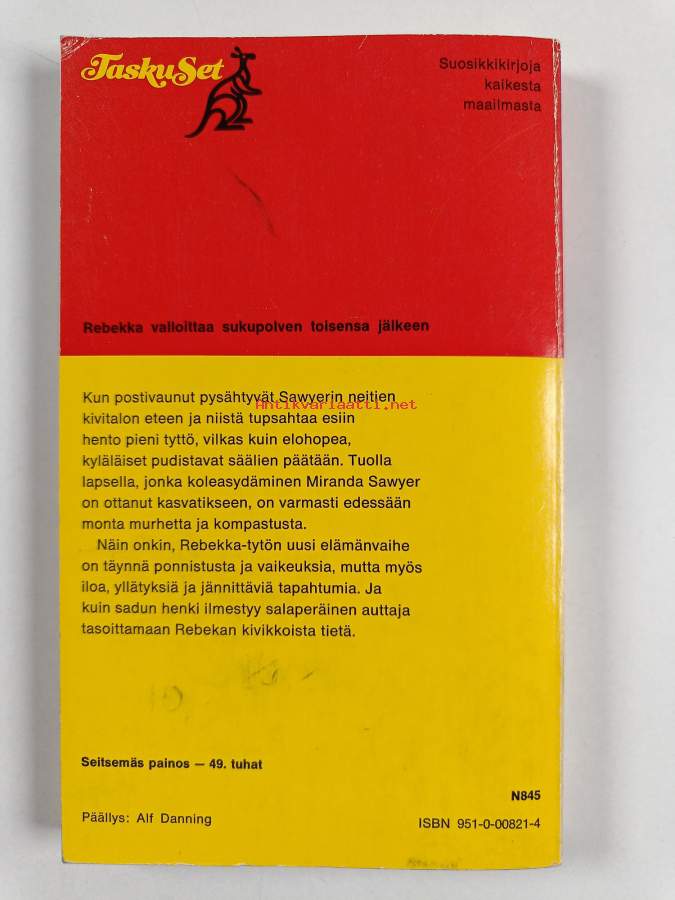 TaskuSet
Suosikkikirjoja
kaikesta
maailmasta
Rebekka valloittaa sukupolven toisensa jälkeen
Kun postivaunut pysähtyvät Sawyerin neitien
Antikvariaatti.net
kivitalon eteen ja niistä tupsahtaa esiin
hento pieni tyttö, vilkas kuin elohopea,
kyläläiset pudistavat säälien päätään. Tuolla
lapsella, jonka koleasydäminen Miranda Sawyer
on ottanut kasvatikseen, on varmasti edessään
monta murhetta ja kompastusta.
Näin onkin, Rebekka-tytön uusi elämänvaihe
on täynnä ponnistusta ja vaikeuksia, mutta myös
iloa, yllätyksiä ja jännittäviä tapahtumia. Ja
kuin sadun henki ilmestyy salaperäinen auttaja
tasoittamaan Rebekan kivikkoista tietä.
Seitsemäs painos — 49. tuhat
N845
Päällys: Alf Danning
ISBN 951-0-00821-4